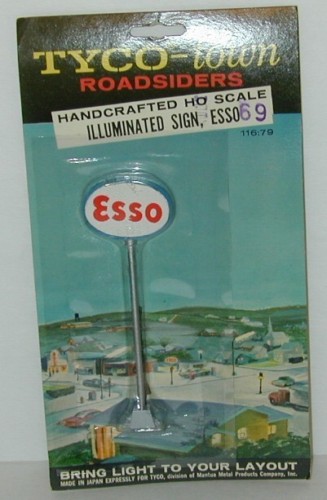 TYCO-town
ROADSIDERS
HANDCRAFTED HO SCALE
ILLUMINATED SIGN, ESSO 69
116:79
Esso
Esso
BRING LIGHT TO YOUR LAYOUT
MADE IN JAPAN EXPRESSLY FOR TYCO, division of Mantua Metal Products Company, Inc.